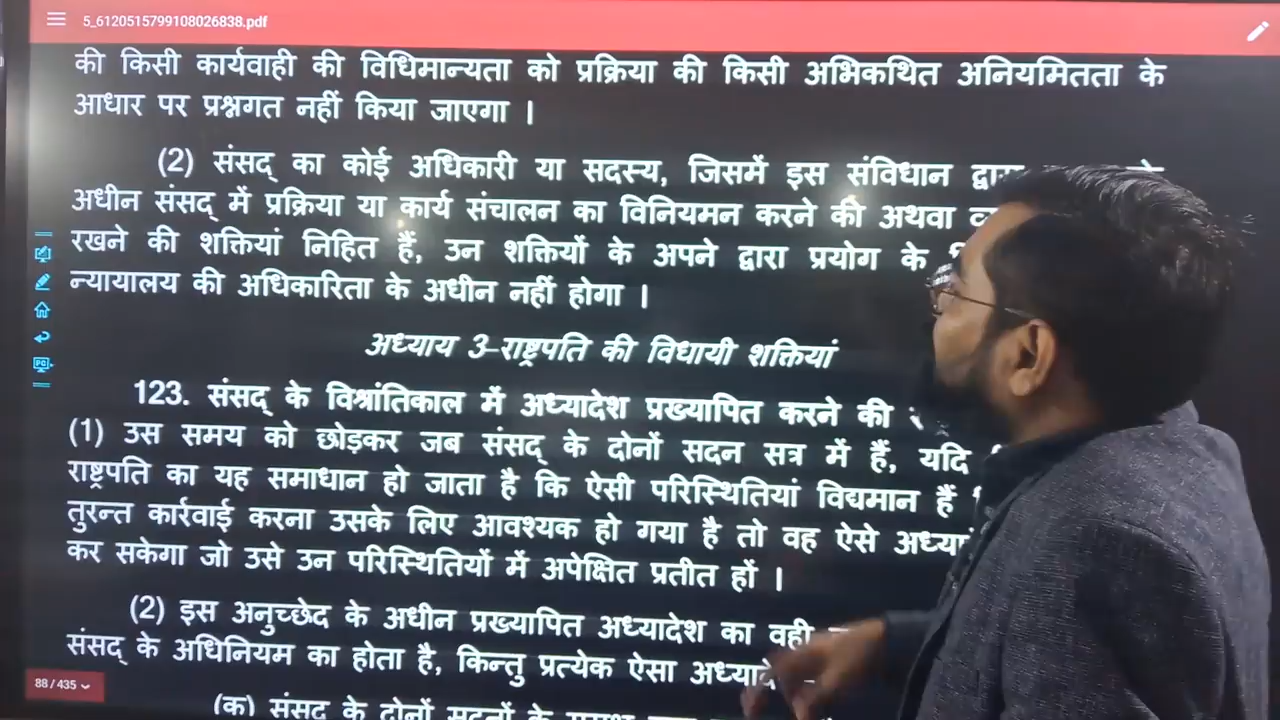 5_6120515799108026838.pdf
की किसी कार्यवाही की विधिमान्यता को प्रक्रिया की किसी अभिकथित अनियमितता के
आधार पर प्रश्नगत नहीं किया जाएगा ।
(2) संसद् का कोई अधिकारी या सदस्य, जिसमें इस संविधान द्वारा
अधीन संसद् में प्रक्रिया या कार्य संचालन का विनियमन करने की अथवा
रखने की शक्तियां निहित हैं, उन शक्तियों के अपने द्वारा प्रयोग के
न्यायालय की अधिकारिता के अधीन नहीं होगा ।
अध्याय 3–राष्ट्रपति की विधायी शक्तियां
123. संसद् के विश्रांतिकाल में अध्यादेश प्रख्यापित करने की
(1) उस समय को छोड़कर जब संसद् के दोनों सदन सत्र में हैं, यदि
राष्ट्रपति का यह समाधान हो जाता है कि ऐसी परिस्थितियां विद्यमान हैं
तुरन्त कार्रवाई करना उसके लिए आवश्यक हो गया है तो वह ऐसे
कर सकेगा जो उसे उन परिस्थितियों में अपेक्षित प्रतीत हों ।
(2) इस अनुच्छेद के अधीन प्रख्यापित अध्यादेश का वही
संसद् के अधिनियम का होता है, किन्तु प्रत्येक ऐसा
(क) संसद् के दोनों सदनों के
88 / 435